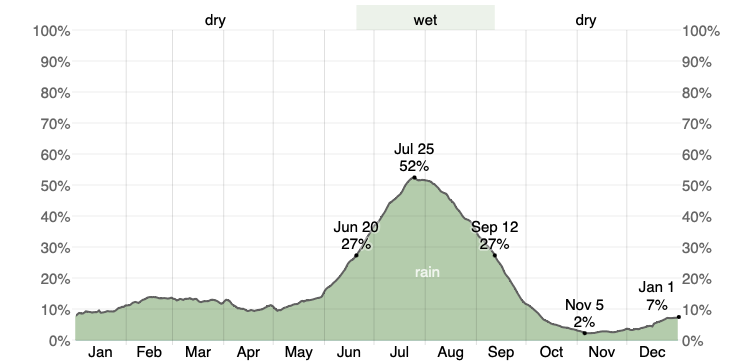 dry wet dry
100% 100%
90% 90%
80% 80%
70% 70%
60% 60%
Jul 25
50% 52% 50%
40% 40%
Jun 20 Sep 12
30% 27% 27% 30%
20% rain 20%
Jan 1
Nov 5 7%
10% 2% 10%
0% 0%
Jan Feb Mar Apr May Jun Jul Aug Sep Oct Nov Dec